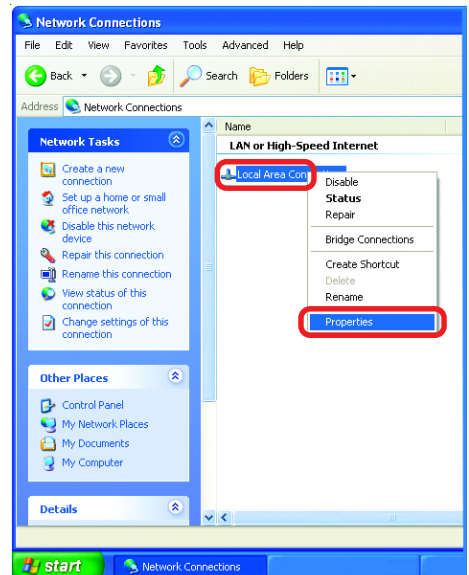 Network Connections
File Edit View Favorites Tools Advanced Help
Back Search Folders
Address Network Connections
Network Tasks
Create a new
connection
Set up a home or small
office network
Disable this network
device
Repair this connection
Rename this connection
View status of this
connection
Change settings of this
connection
Other Places
Control Panel
My Network Places
My Documents
My Computer
Details
Name
LAN or High-Speed Internet
Local Area Con
Disable
Status
Repair
Bridge Connections
Create Shortcut
Delete
Rename
Properties
start Network Connections